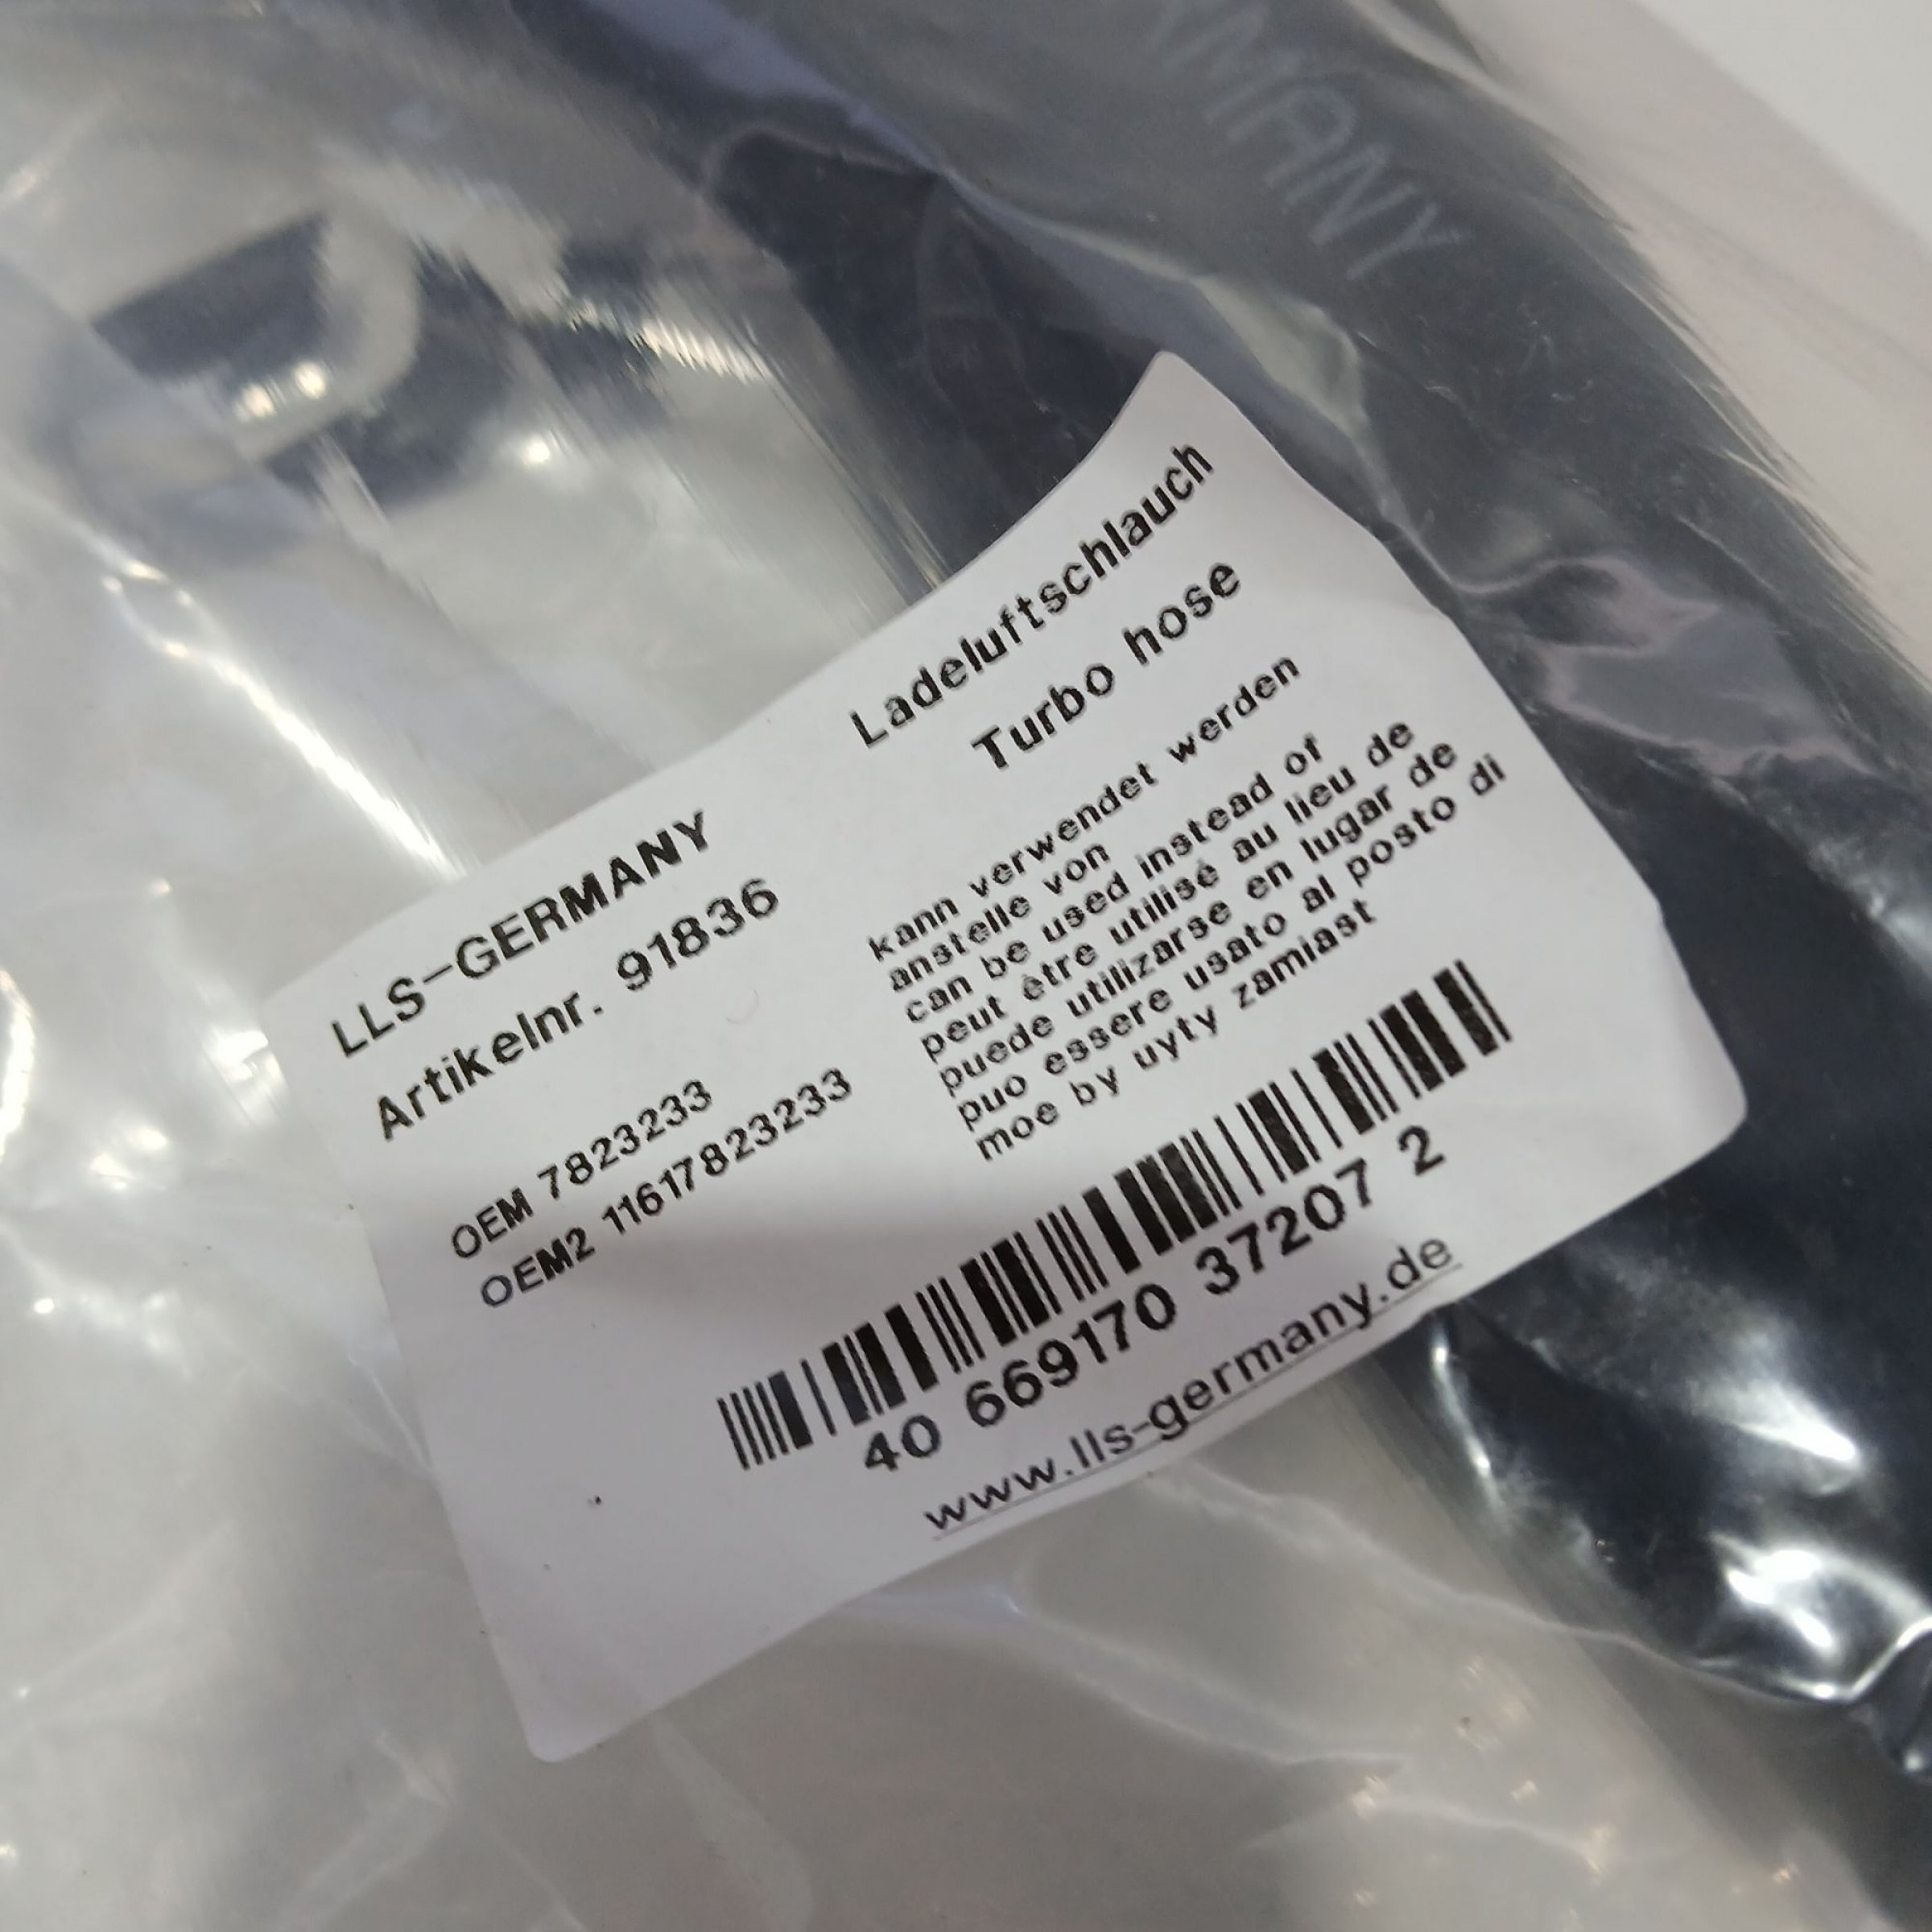 LLS-GERMANY
Artikelnr. 91836
OEM 7823233
OEM2 11617823233
Ladeluftschlauch
Turbo hose
kann verwendet werden
anstelle von
can be used instead of
peut être utilisé au lieu de
puede utilizarse en lugar de
puo essere usato al posto di
moe by uyty zamiast
40 669170 37207 2
www.lls-germany.de